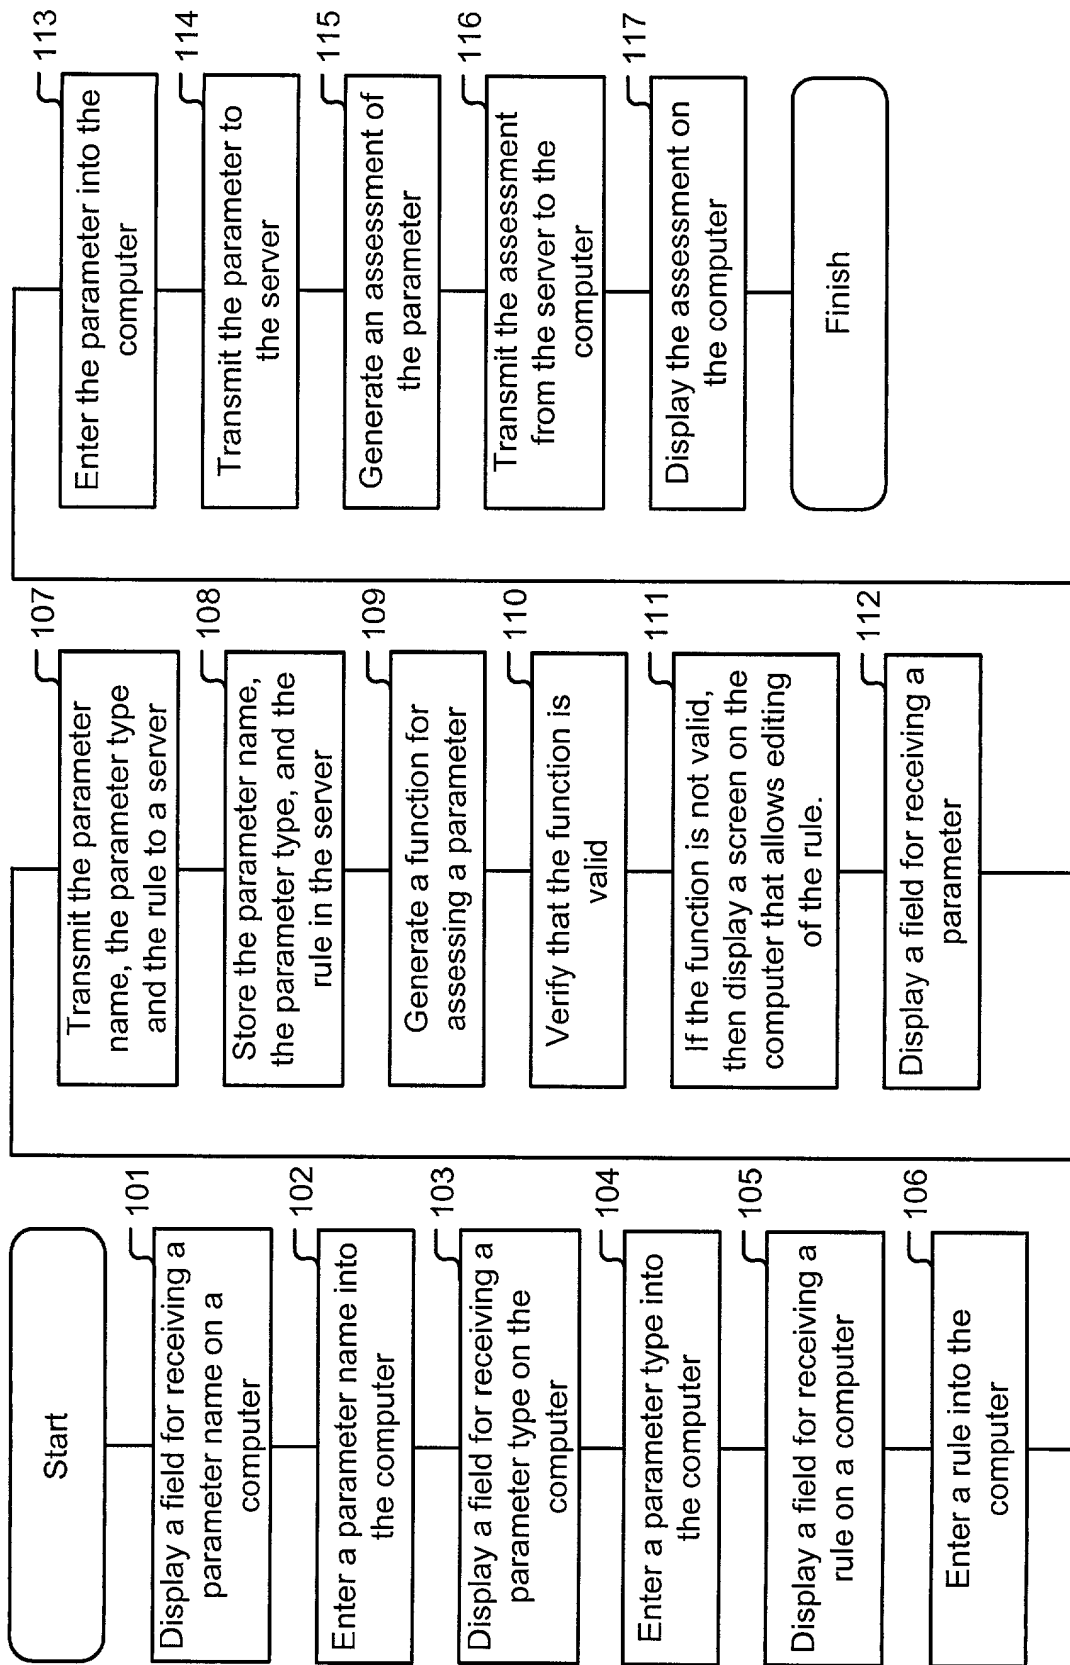 Start
101
Display a field for receiving a
parameter name on a
computer
102
Enter a parameter name into
the computer
103
Display a field for receiving a
parameter type on the
computer
104
Enter a parameter type into
the computer
105
Display a field for receiving a
rule on a computer
106
Enter a rule into the
computer
107
Transmit the parameter
name, the parameter type
and the rule to a server
108
Store the parameter name,
the parameter type, and the
rule in the server
109
Generate a function for
assessing a parameter
110
Verify that the function is
valid
111
If the function is not valid,
then display a screen on the
computer that allows editing
of the rule.
112
Display a field for receiving a
parameter
113
Enter the parameter into the
computer
114
Transmit the parameter to
the server
115
Generate an assessment of
the parameter
116
Transmit the assessment
from the server to the
computer
117
Display the assessment on
the computer
Finish